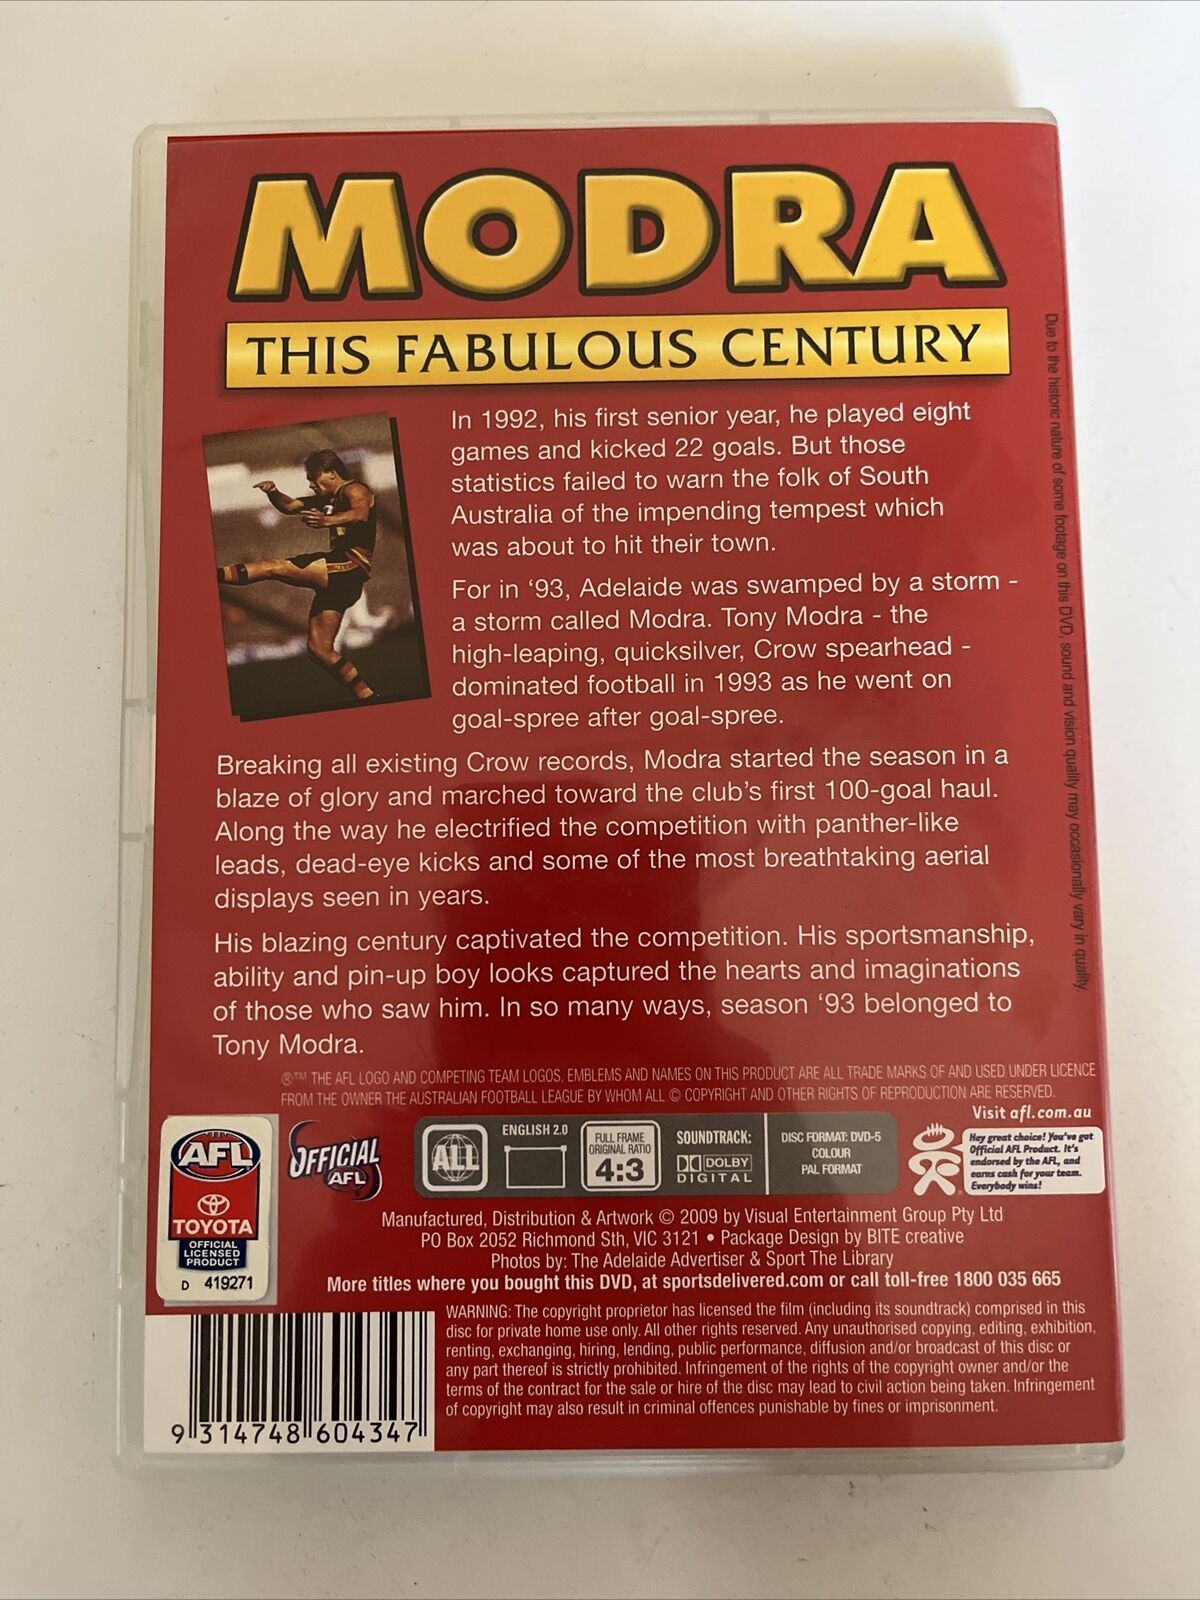 MODRA
THIS FABULOUS CENTURY
In 1992, his first senior year, he played eight
games and kicked 22 goals. But those
statistics failed to warn the folk of South
Australia of the impending tempest which
was about to hit their town.
For in ‘93, Adelaide was swamped by a storm -
a storm called Modra. Tony Modra - the
high-leaping, quicksilver, Crow spearhead -
dominated football in 1993 as he went on
goal-spree after goal-spree.
Breaking all existing Crow records, Modra started the season in a
blaze of glory and marched toward the club’s first 100-goal haul.
Along the way he electrified the competition with panther-like
leads, dead-eye kicks and some of the most breathtaking aerial
displays seen in years.
His blazing century captivated the competition. His sportsmanship,
ability and pin-up boy looks captured the hearts and imaginations
of those who saw him. In so many ways, season ‘93 belonged to
Tony Modra.
Due to the historic nature of some footage on this DVD, sound and vision quality may occasionally vary in quality.
®™ THE AFL LOGO AND COMPETING TEAM LOGOS, EMBLEMS AND NAMES ON THIS PRODUCT ARE ALL TRADE MARKS OF AND USED UNDER LICENCE
FROM THE OWNER THE AUSTRALIAN FOOTBALL LEAGUE BY WHOM ALL © COPYRIGHT AND OTHER RIGHTS OF REPRODUCTION ARE RESERVED.
Visit afl.com.au
AFL
TOYOTA
OFFICIAL
LICENSED
PRODUCT
D 419271
OFFICIAL
AFL
ALL
ENGLISH 2.0
FULL FRAME
ORIGINAL RATIO
4:3
SOUNDTRACK:
DOLBY
DIGITAL
DISC FORMAT: DVD-5
COLOUR
PAL FORMAT
Hey great choice! You've got
Official AFL Product. It's
endorsed by the AFL, and
earns cash for your team.
Everybody wins!
Manufactured, Distribution & Artwork © 2009 by Visual Entertainment Group Pty Ltd
PO Box 2052 Richmond Sth, VIC 3121 • Package Design by BITE creative
Photos by: The Adelaide Advertiser & Sport The Library
More titles where you bought this DVD, at sportsdelivered.com or call toll-free 1800 035 665
WARNING: The copyright proprietor has licensed the film (including its soundtrack) comprised in this
disc for private home use only. All other rights reserved. Any unauthorised copying, editing, exhibition,
renting, exchanging, hiring, lending, public performance, diffusion and/or broadcast of this disc or
any part thereof is strictly prohibited. Infringement of the rights of the copyright owner and/or the
terms of the contract for the sale or hire of the disc may lead to civil action being taken. Infringement
of copyright may also result in criminal offences punishable by fines or imprisonment.
9 314748 604347